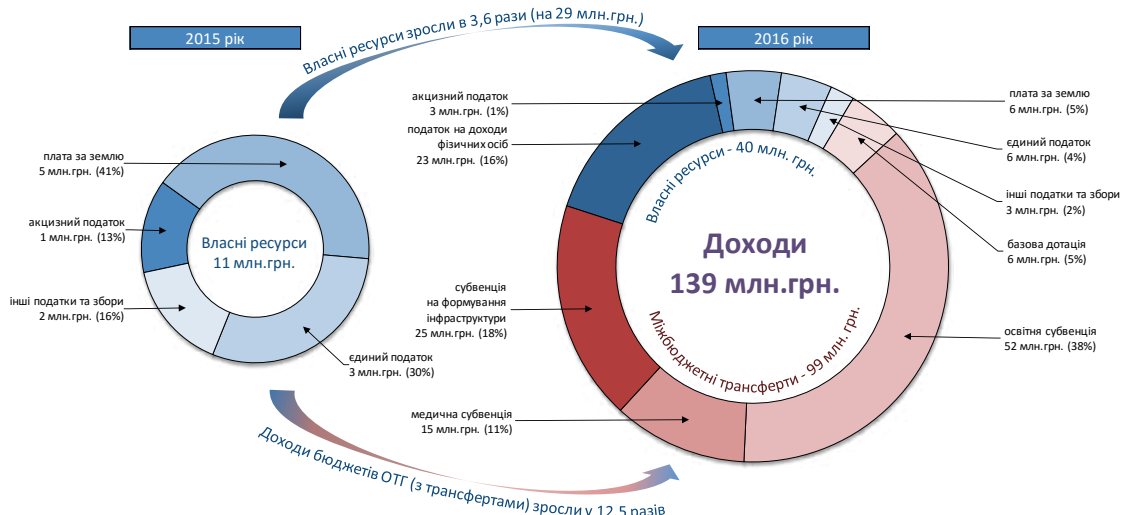 2015 рік
Власні ресурси зросли в 3,6 рази (на 29 млн.грн.)
2016 рік
плата за землю
5 млн.грн. (41%)
акцизний податок
1 млн.грн. (13%)
інші податки та збори
2 млн.грн. (16%)
єдиний податок
3 млн.грн. (30%)
Власні ресурси
11 млн.грн.
акцизний податок
3 млн.грн. (1%)
податок на доходи
фізичних осіб
23 млн.грн. (16%)
субвенція
на формування
інфраструктури
25 млн.грн. (18%)
медична субвенція
15 млн.грн. (11%)
Власні ресурси - 40 млн. грн.
Доходи
139 млн.грн.
Міжбюджетні трансферти - 99 млн. грн.
плата за землю
6 млн.грн. (5%)
єдиний податок
6 млн.грн. (4%)
інші податки та збори
3 млн.грн. (2%)
базова дотація
6 млн.грн. (5%)
освітня субвенція
52 млн.грн. (38%)
Доходи бюджетів ОТГ (з трансфертами) зросли у 12,5 разів